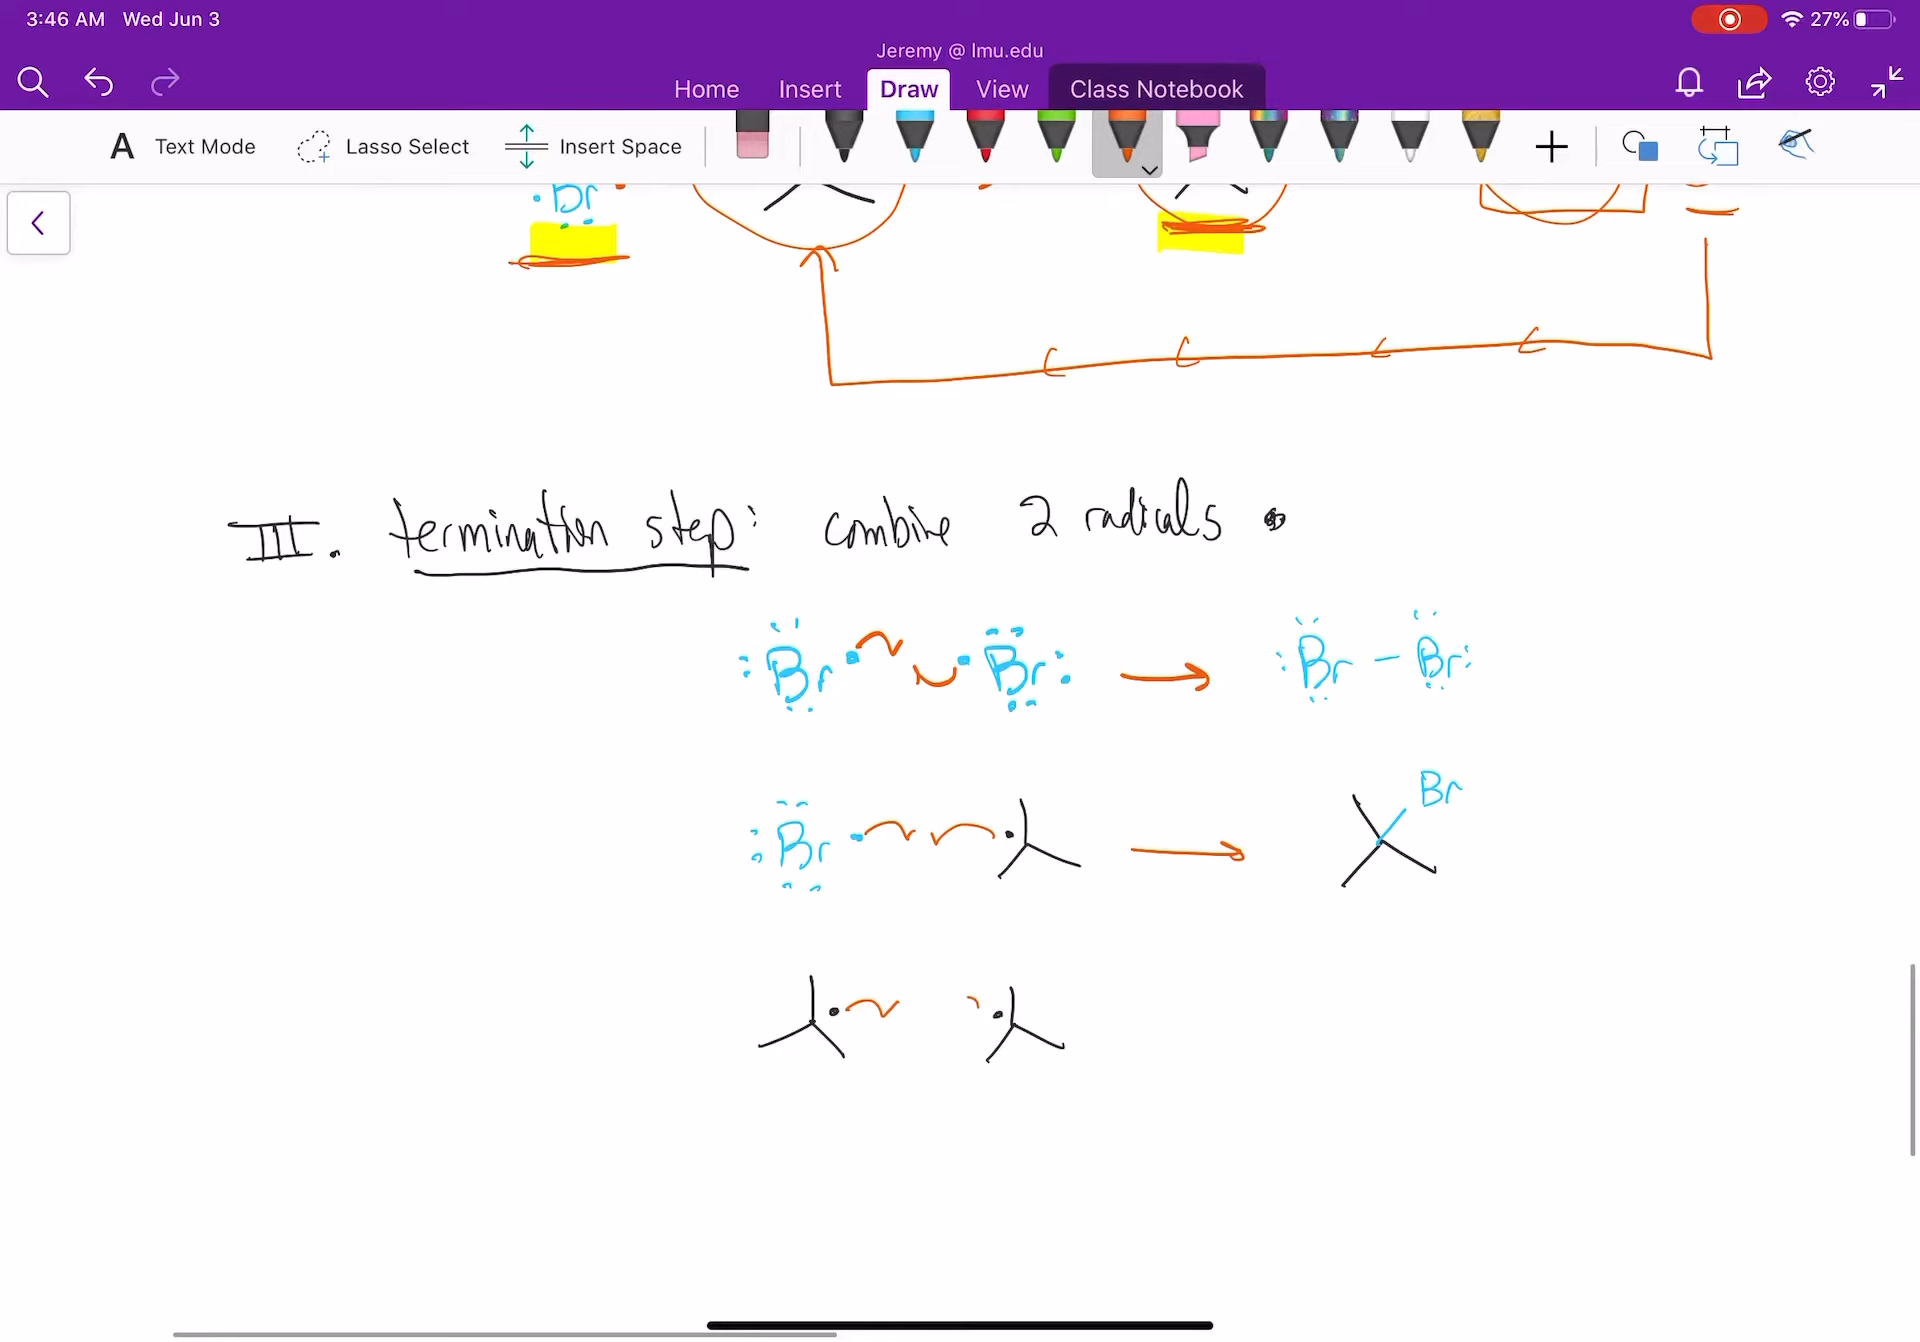 3:46 AM Wed Jun 3
27%
Jeremy @ lmu.edu
Home Insert Draw View Class Notebook
A Text Mode Lasso Select Insert Space
·Br
III. termination step: combine 2 radicals •
:Br· ·Br: → :Br-Br:
Br
:Br· · →